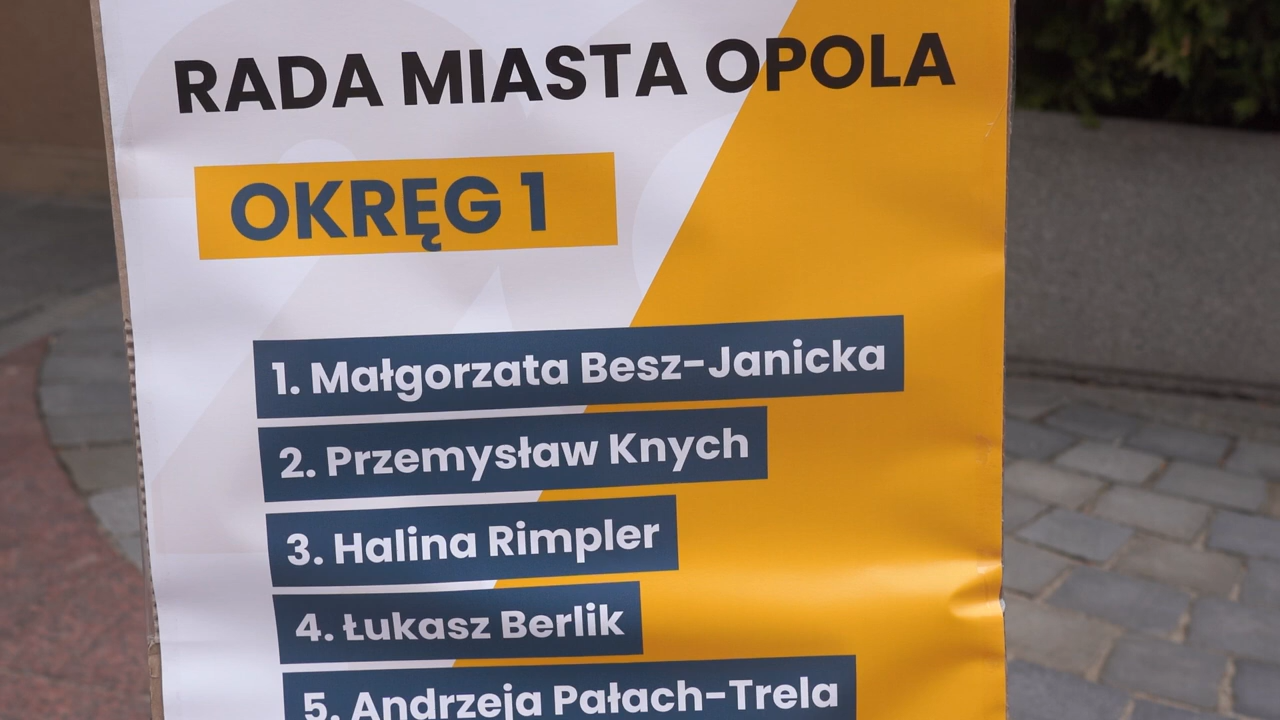 RADA MIASTA OPOLA
OKRĘG 1
1. Małgorzata Besz-Janicka
2. Przemysław Knych
3. Halina Rimpler
4. Łukasz Berlik
5. Andrzeja Pałach-Trela